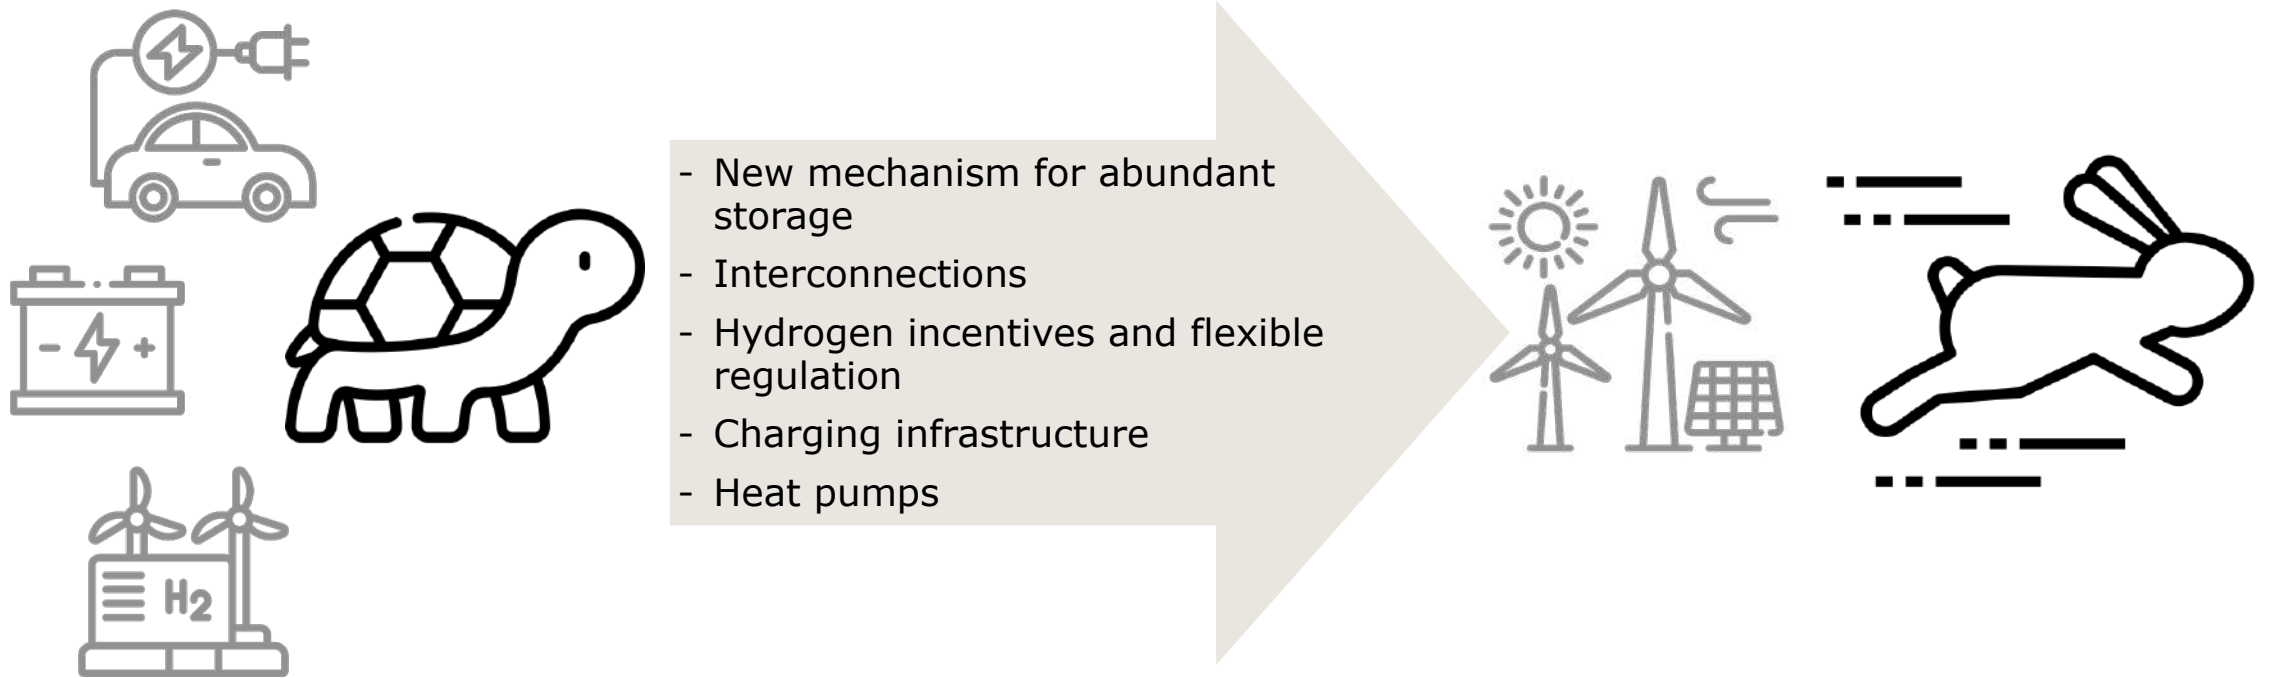 - New mechanism for abundant
storage
- Interconnections
- Hydrogen incentives and flexible
regulation
- Charging infrastructure
- Heat pumps
- +
H2